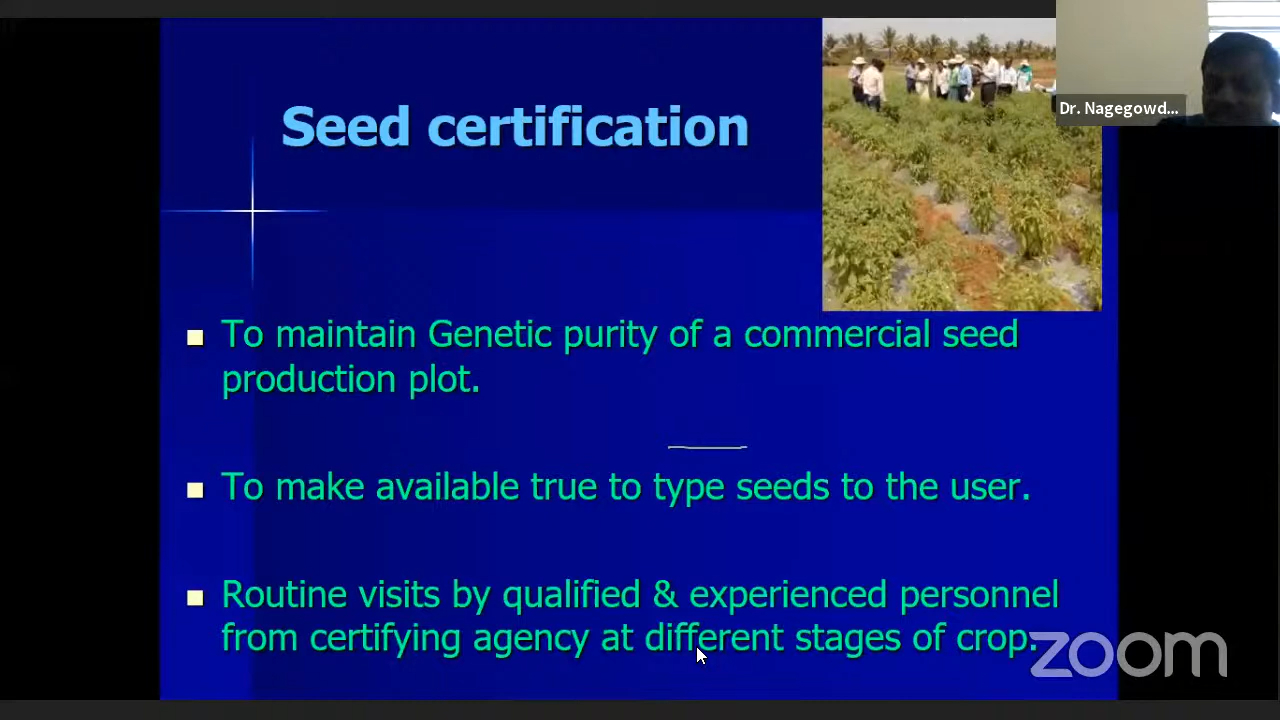 Seed certification
Dr. Nagegowd...
To maintain Genetic purity of a commercial seed
production plot.
To make available true to type seeds to the user.
Routine visits by qualified & experienced personnel
from certifying agency at different stages of crop.
zoom